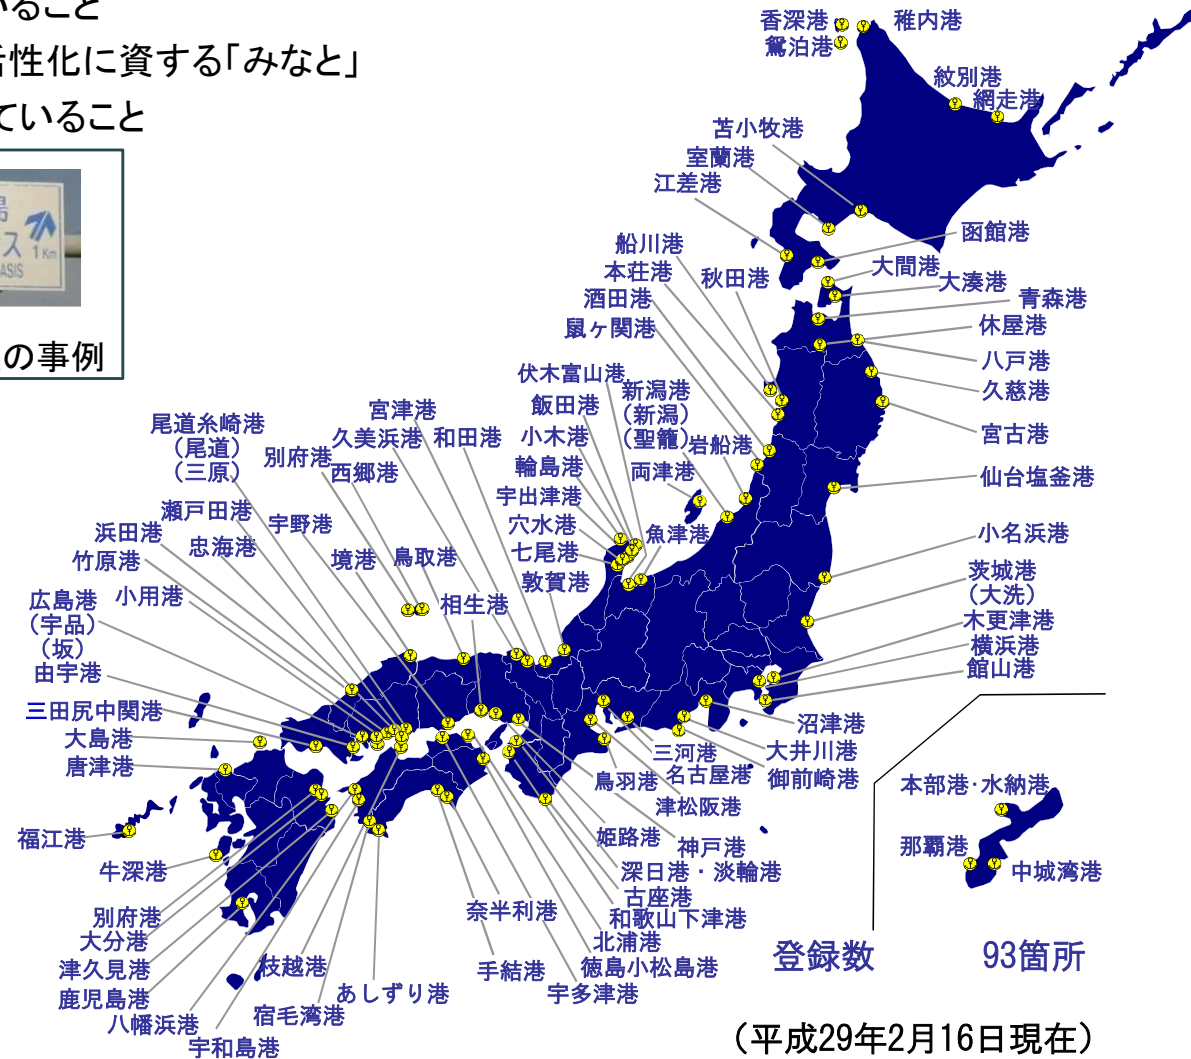 いること
活性化に資する「みなと」
ていること
ス
1Km
ASIS
の事例
香深港
稚内港
鴛泊港
紋別港
網走港
苫小牧港
室蘭港
江差港
函館港
船川港
大間港
本荘港
秋田港
大湊港
酒田港
青森港
鼠ヶ関港
休屋港
八戸港
伏木富山港
新潟港
久慈港
飯田港
(新潟)
宮津港
尾道糸崎港
久美浜港
和田港
小木港
(聖籠)
岩船港
宮古港
(尾道)
別府港
(三原)
西郷港
輪島港
両津港
仙台塩釜港
宇出津港
瀬戸田港
宇野港
穴水港
魚津港
小名浜港
浜田港
忠海港
七尾港
竹原港
境港
鳥取港
敦賀港
茨城港
(大洗)
広島港
小用港
相生港
(宇品)
木更津港
(坂)
横浜港
由宇港
館山港
三田尻中関港
沼津港
大島港
三河港
大井川港
唐津港
鳥羽港
名古屋港
御前崎港
津松阪港
本部港・水納港
福江港
姫路港
神戸港
那覇港
牛深港
深日港・淡輪港
中城湾港
古座港
別府港
奈半利港
和歌山下津港
大分港
北浦港
津久見港
枝越港
手結港
徳島小松島港
鹿児島港
あしずり港
宇多津港
八幡浜港
宿毛湾港
宇和島港
登録数
93箇所
(平成29年2月16日現在)